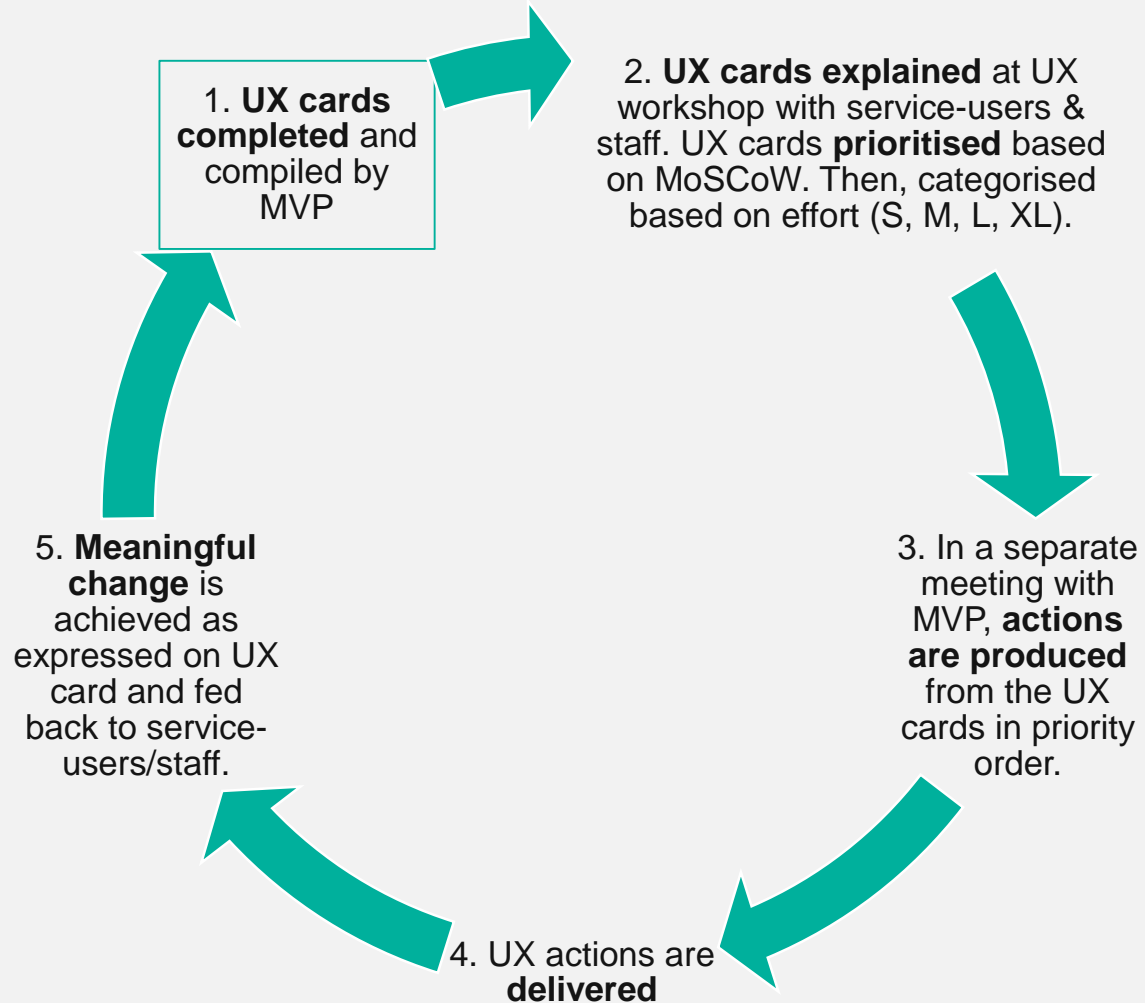 1. UX cards
completed and
compiled by
MVP
2. UX cards explained at UX
workshop with service-users &
staff. UX cards prioritised based
on MoSCoW. Then, categorised
based on effort (S, M, L, XL).
3. In a separate
meeting with
MVP, actions
are produced
from the UX
cards in priority
order.
4. UX actions are
delivered
5. Meaningful
change is
achieved as
expressed on UX
card and fed
back to service-
users/staff.